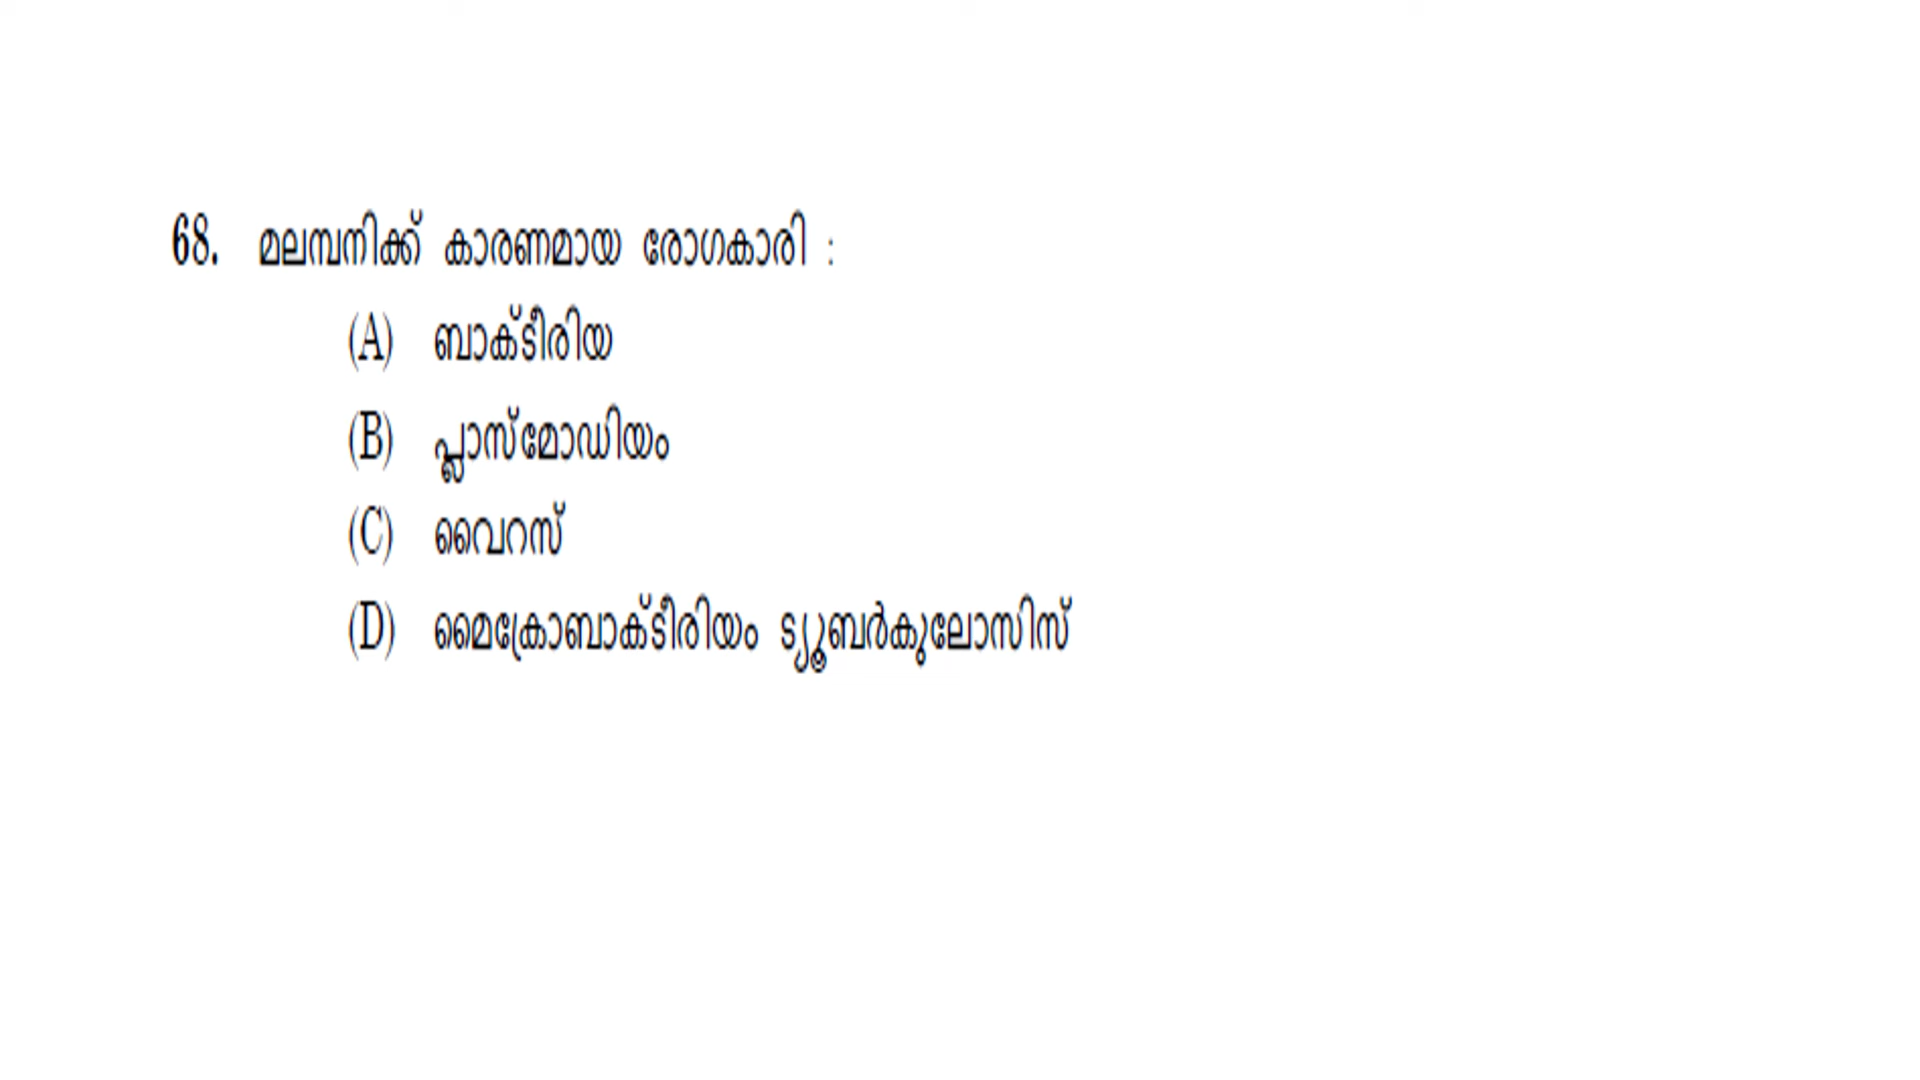 68. മലമ്പനിക്ക് കാരണമായ രോഗകാരി :
(A) ബാക്ടീരിയ
(B) പ്ലാസ്മോഡിയം
(C) വൈറസ്
(D) മൈക്രോബാക്ടീരിയം ട്യൂബർകുലോസിസ്